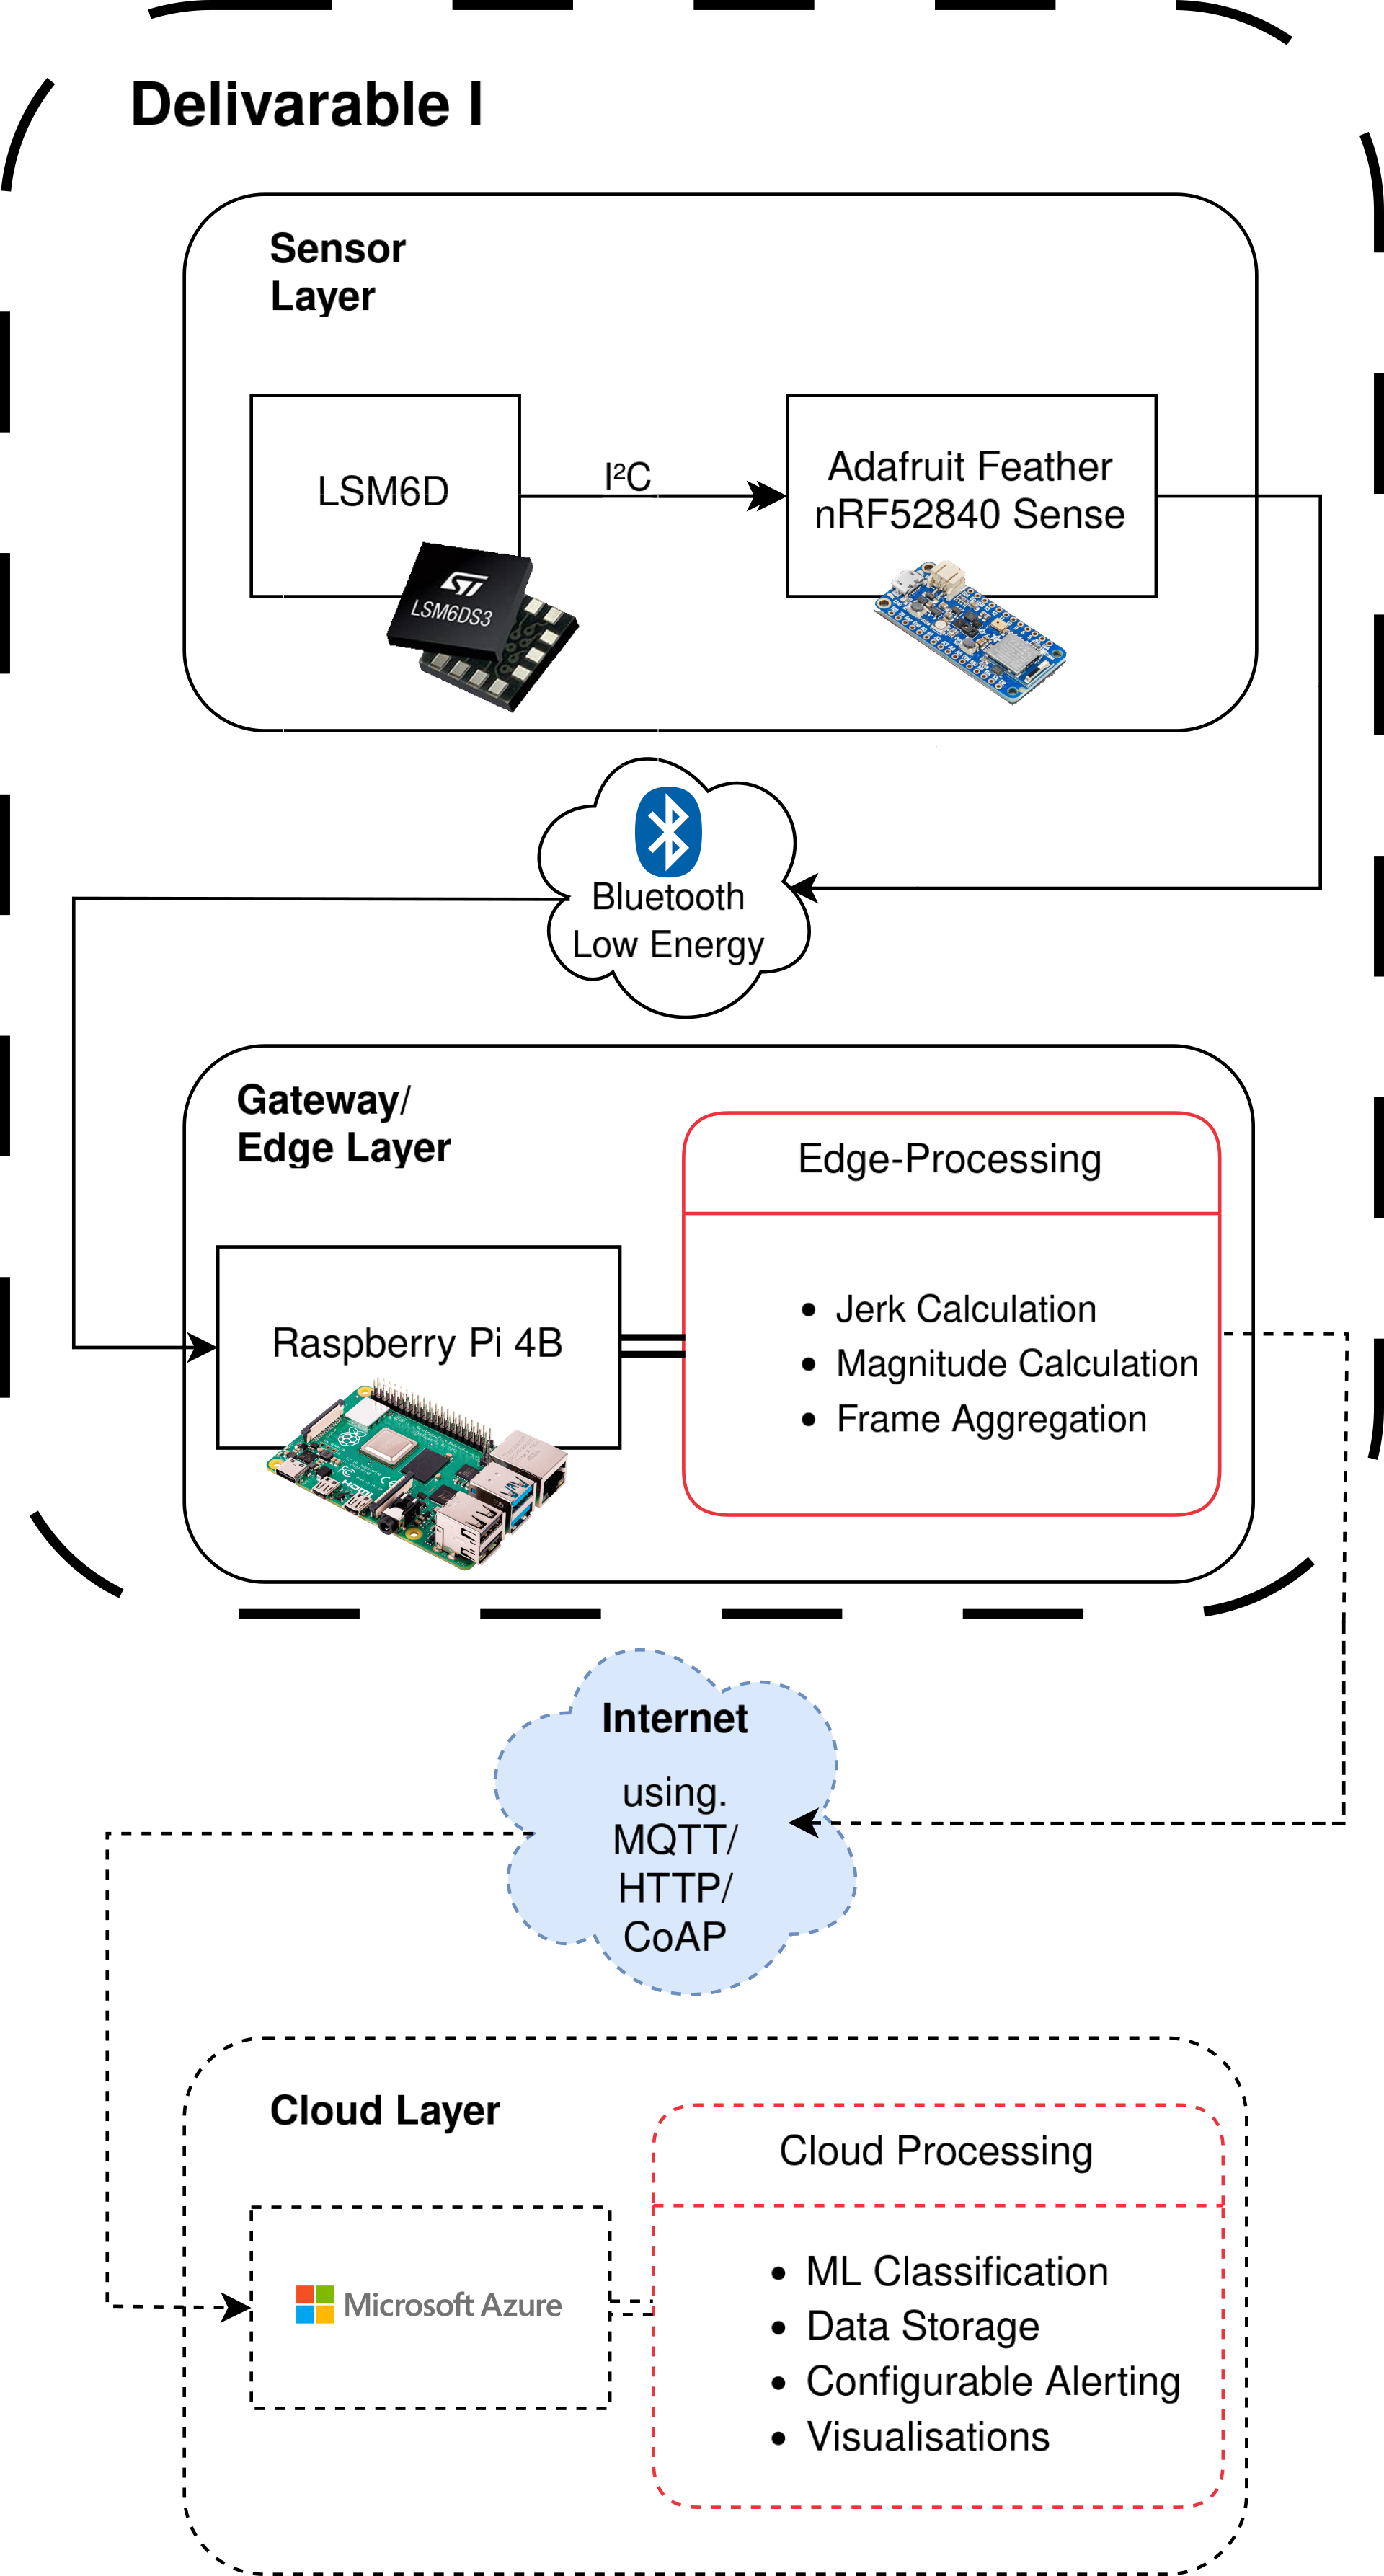 Delivarable I
Sensor
Layer
LSM6D
I²C
Adafruit Feather
nRF52840 Sense
LSM6DS3
Bluetooth
Low Energy
Gateway/
Edge Layer
Edge-Processing
Raspberry Pi 4B
• Jerk Calculation
• Magnitude Calculation
• Frame Aggregation
Internet
using.
MQTT/
HTTP/
CoAP
Cloud Layer
Cloud Processing
Microsoft Azure
• ML Classification
• Data Storage
• Configurable Alerting
• Visualisations